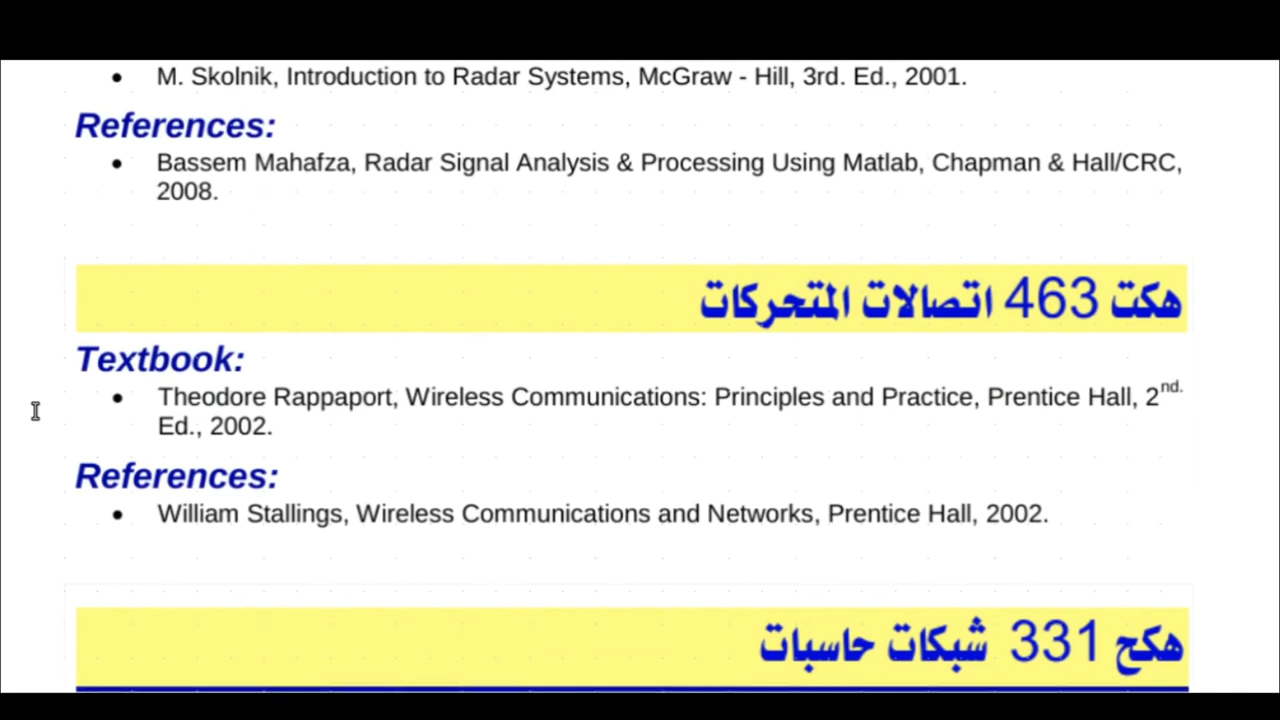 • M. Skolnik, Introduction to Radar Systems, McGraw - Hill, 3rd. Ed., 2001.
References:
• Bassem Mahafza, Radar Signal Analysis & Processing Using Matlab, Chapman & Hall/CRC,
2008.
هكت 463 اتصالات المتحركات
Textbook:
• Theodore Rappaport, Wireless Communications: Principles and Practice, Prentice Hall, 2nd.
Ed., 2002.
References:
• William Stallings, Wireless Communications and Networks, Prentice Hall, 2002.
هكح 331 شبكات حاسبات